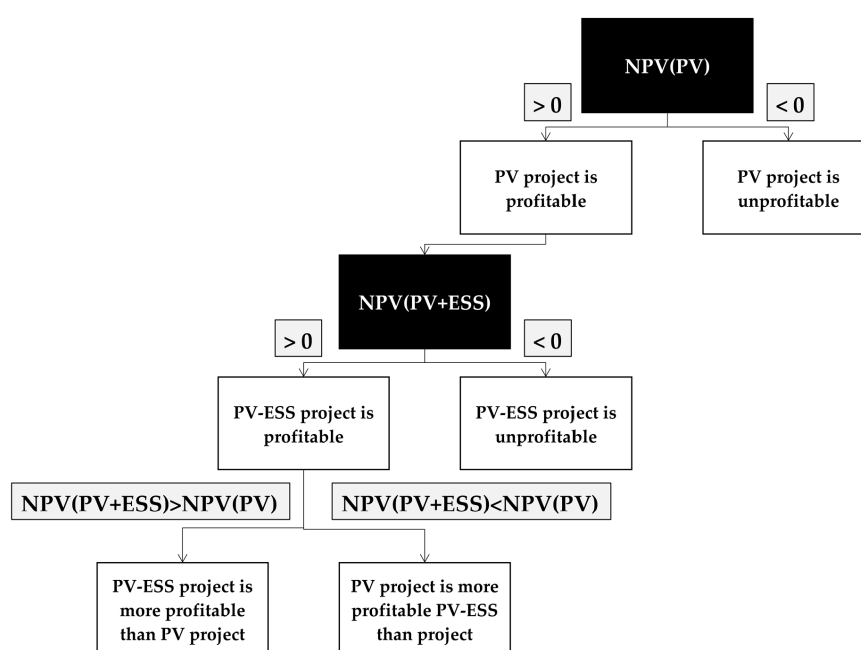 NPV(PV)
> 0
< 0
PV project is
profitable
PV project is
unprofitable
NPV(PV+ESS)
> 0
< 0
PV-ESS project is
profitable
PV-ESS project is
unprofitable
NPV(PV+ESS)>NPV(PV)
NPV(PV+ESS)<NPV(PV)
PV-ESS project is
more profitable
than PV project
PV project is more
profitable PV-ESS
than project